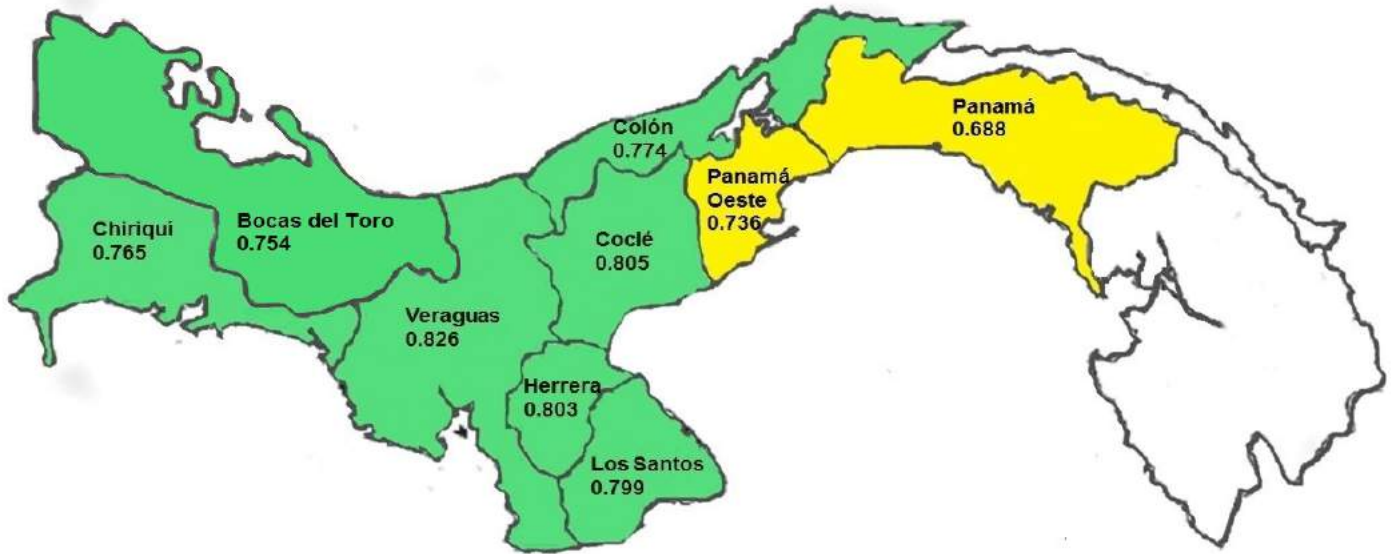 Panamá
0.688
Colón
0.774
Panamá
Oeste
0.736
Chiriquí
0.765
Bocas del Toro
0.754
Coclé
0.805
Veraguas
0.826
Herrera
0.803
Los Santos
0.799